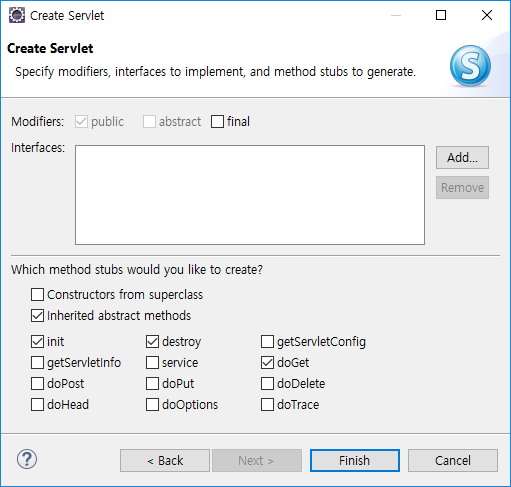 Create Servlet
Create Servlet
Specify modifiers, interfaces to implement, and method stubs to generate.
S
Modifiers: public abstract final
Interfaces:
Add...
Remove
Which method stubs would you like to create?
Constructors from superclass
Inherited abstract methods
init destroy getServletConfig
getServletInfo service doGet
doPost doPut doDelete
doHead doOptions doTrace
? < Back Next > Finish Cancel